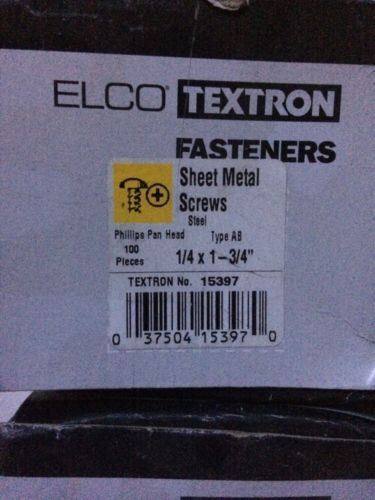 ELCO® TEXTRON
FASTENERS
Sheet Metal
Screws
Steel
Phillips Pan Head Type AB
100
Pieces
1/4 x 1-3/4"
TEXTRON No. 15397
0 37504 15397 0